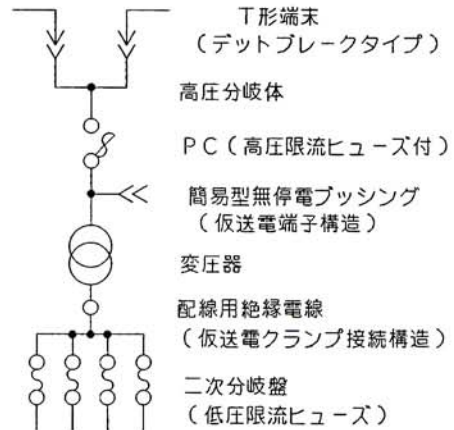 T形端末
(デットブレークタイプ)
高圧分岐体
PC(高圧限流ヒューズ付)
簡易型無停電ブッシング
(仮送電端子構造)
変圧器
配線用絶縁電線
(仮送電クランプ接続構造)
二次分岐盤
(低圧限流ヒューズ)